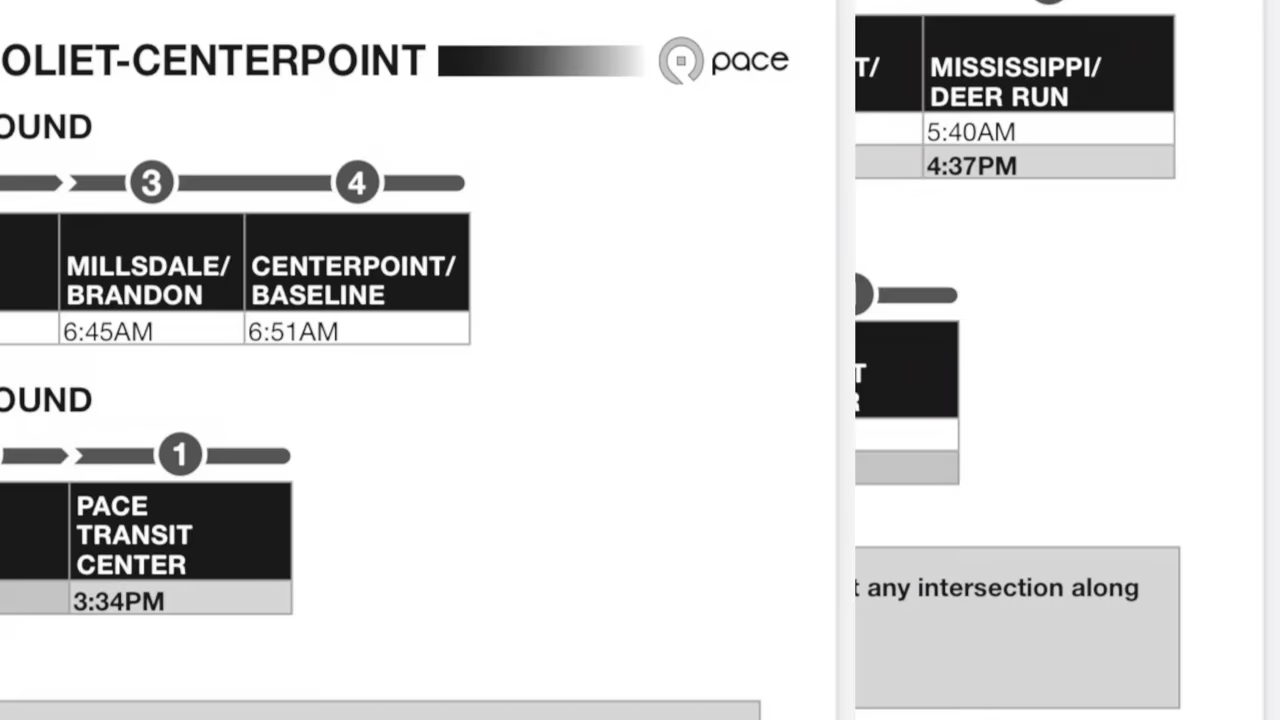 OLIET-CENTERPOINT
pace
OUND
3
4
MILLSDALE/
BRANDON
CENTERPOINT/
BASELINE
6:45AM
6:51AM
OUND
1
PACE
TRANSIT
CENTER
3:34PM
T/
MISSISSIPPI/
DEER RUN
5:40AM
4:37PM
T
t any intersection along